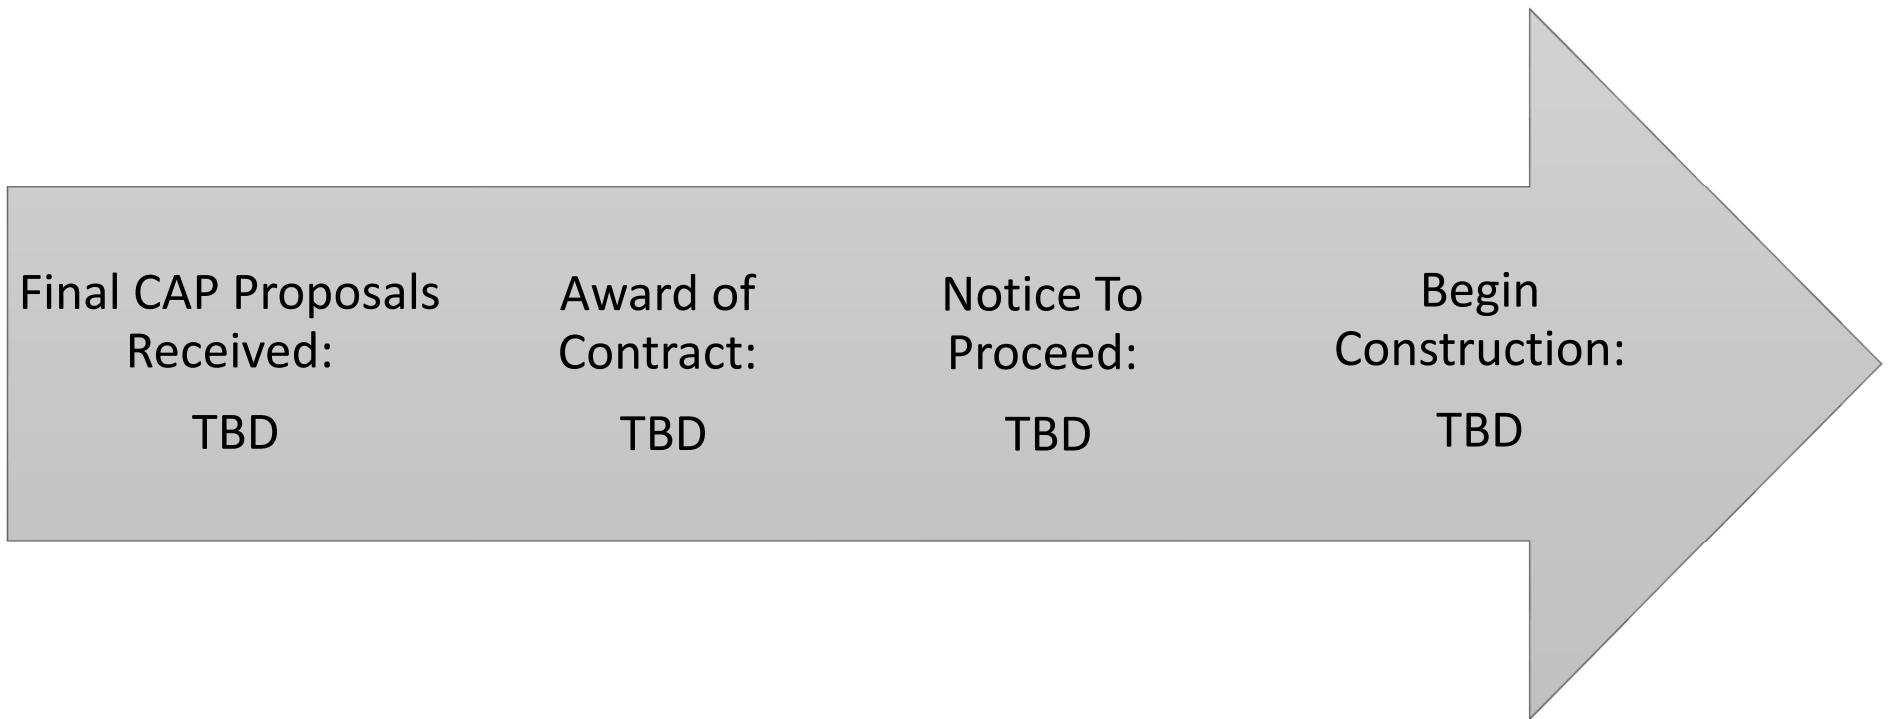 Final CAP Proposals
Received:
TBD
Award of
Contract:
TBD
Notice To
Proceed:
TBD
Begin
Construction:
TBD